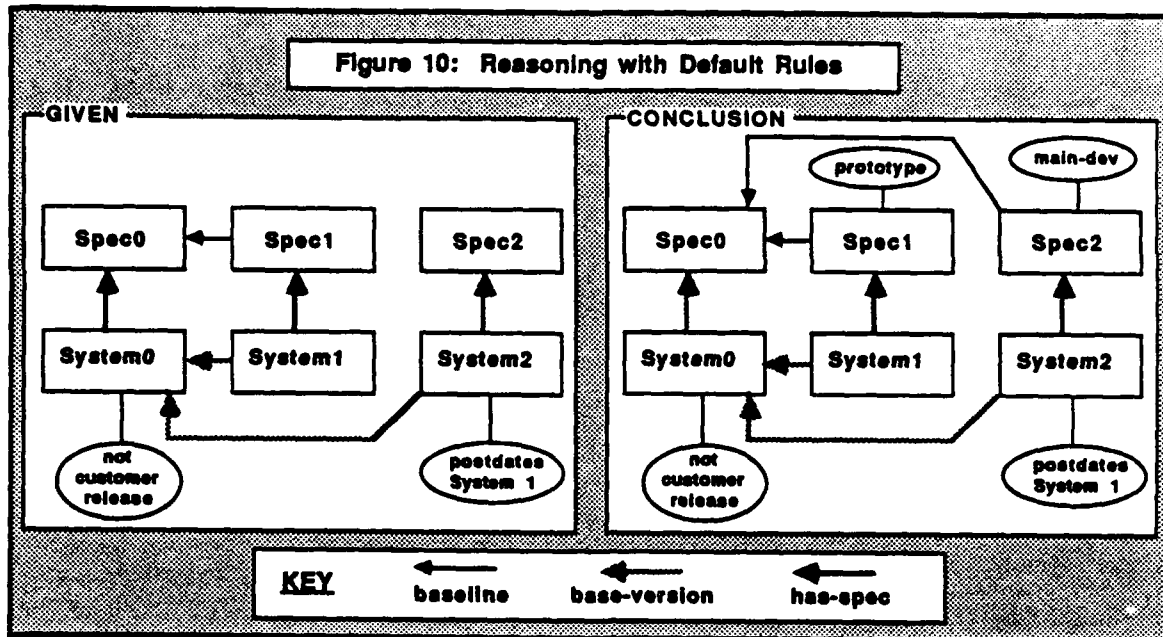 Figure 10: Reasoning with Default Rules
GIVEN
Spec0
Spec1
Spec2
System0
System1
System2
not
customer
release
postdates
System 1
CONCLUSION
prototype
main-dev
Spec0
Spec1
Spec2
System0
System1
System2
not
customer
release
postdates
System 1
KEY
baseline
base-version
has-spec